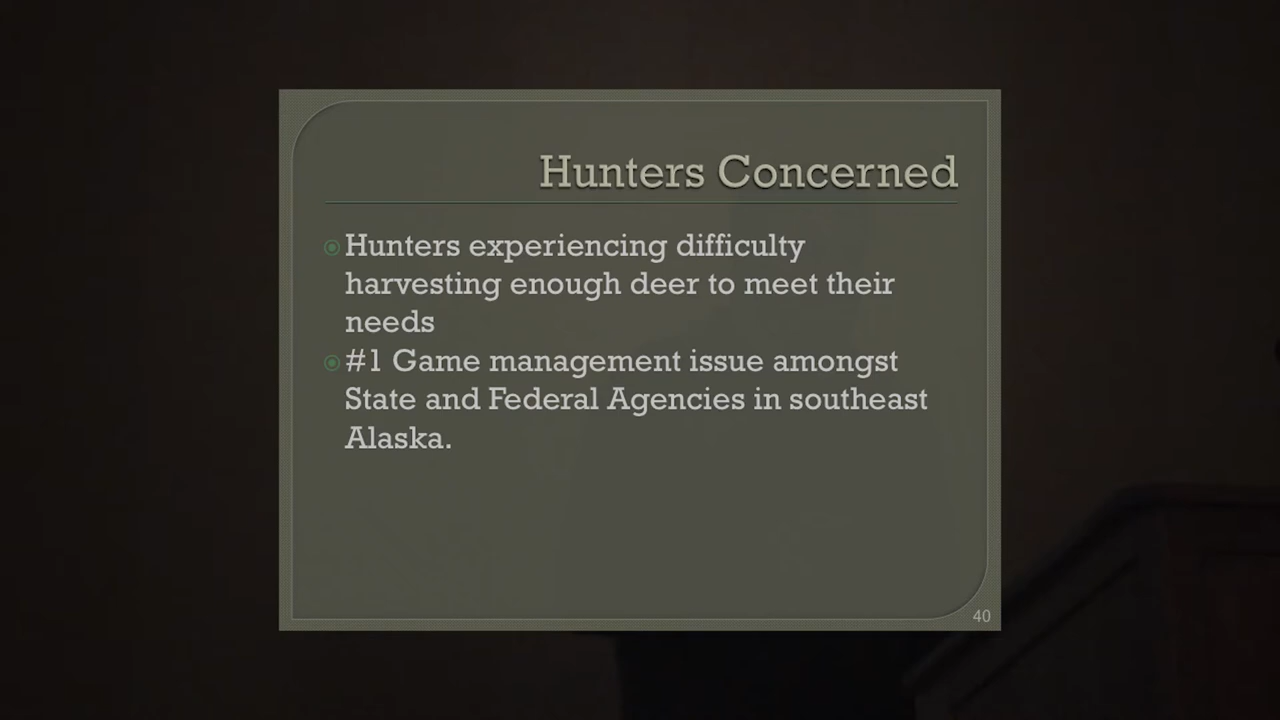 Hunters Concerned
Hunters experiencing difficulty
harvesting enough deer to meet their
needs
#1 Game management issue amongst
State and Federal Agencies in southeast
Alaska.
40